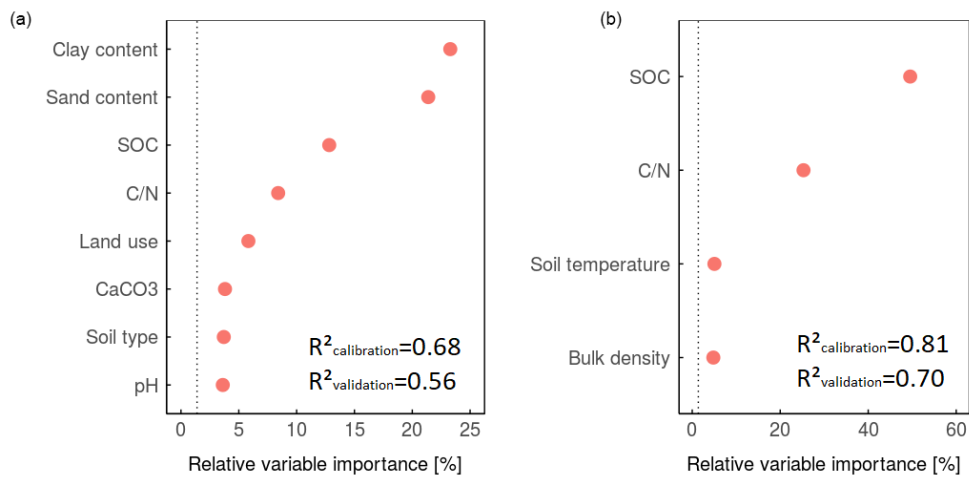 (a)
Clay content
Sand content
SOC
C/N
Land use
CaCO3
Soil type
pH
R²calibration=0.68
R²validation=0.56
0 5 10 15 20 25
Relative variable importance [%]
(b)
SOC
C/N
Soil temperature
Bulk density
R²calibration=0.81
R²validation=0.70
0 20 40 60
Relative variable importance [%]